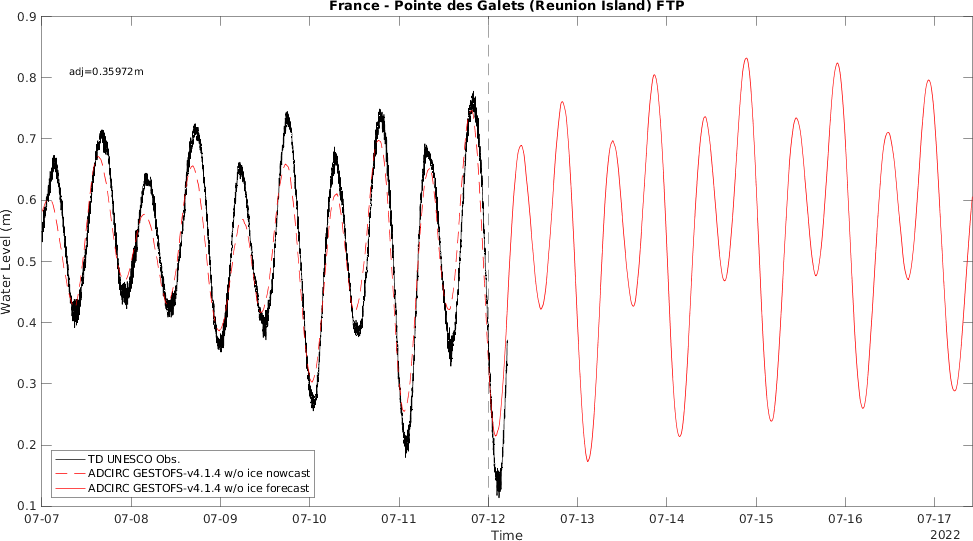 France - Pointe des Galets (Reunion Island) FTP
0.9
0.8
0.7
0.6
0.5
0.4
0.3
0.2
0.1
Water Level (m)
adj=0.35972m
TD UNESCO Obs.
ADCIRC GESTOFS-v4.1.4 w/o ice nowcast
ADCIRC GESTOFS-v4.1.4 w/o ice forecast
07-07 07-08 07-09 07-10 07-11 07-12 07-13 07-14 07-15 07-16 07-17
Time
2022